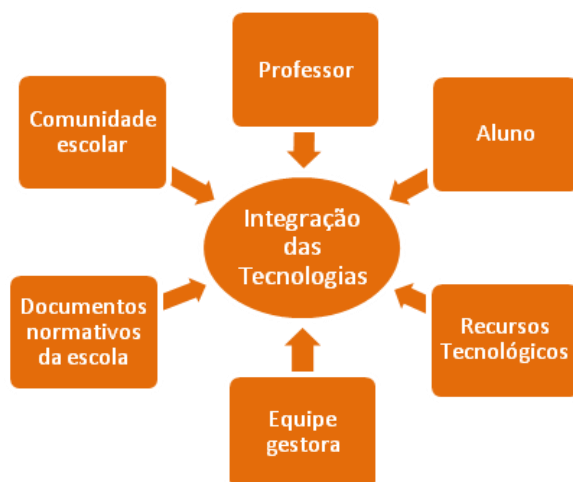 Professor
Comunidade
escolar
Aluno
Integração
das
Tecnologias
Documentos
normativos
da escola
Recursos
Tecnológicos
Equipe
gestora